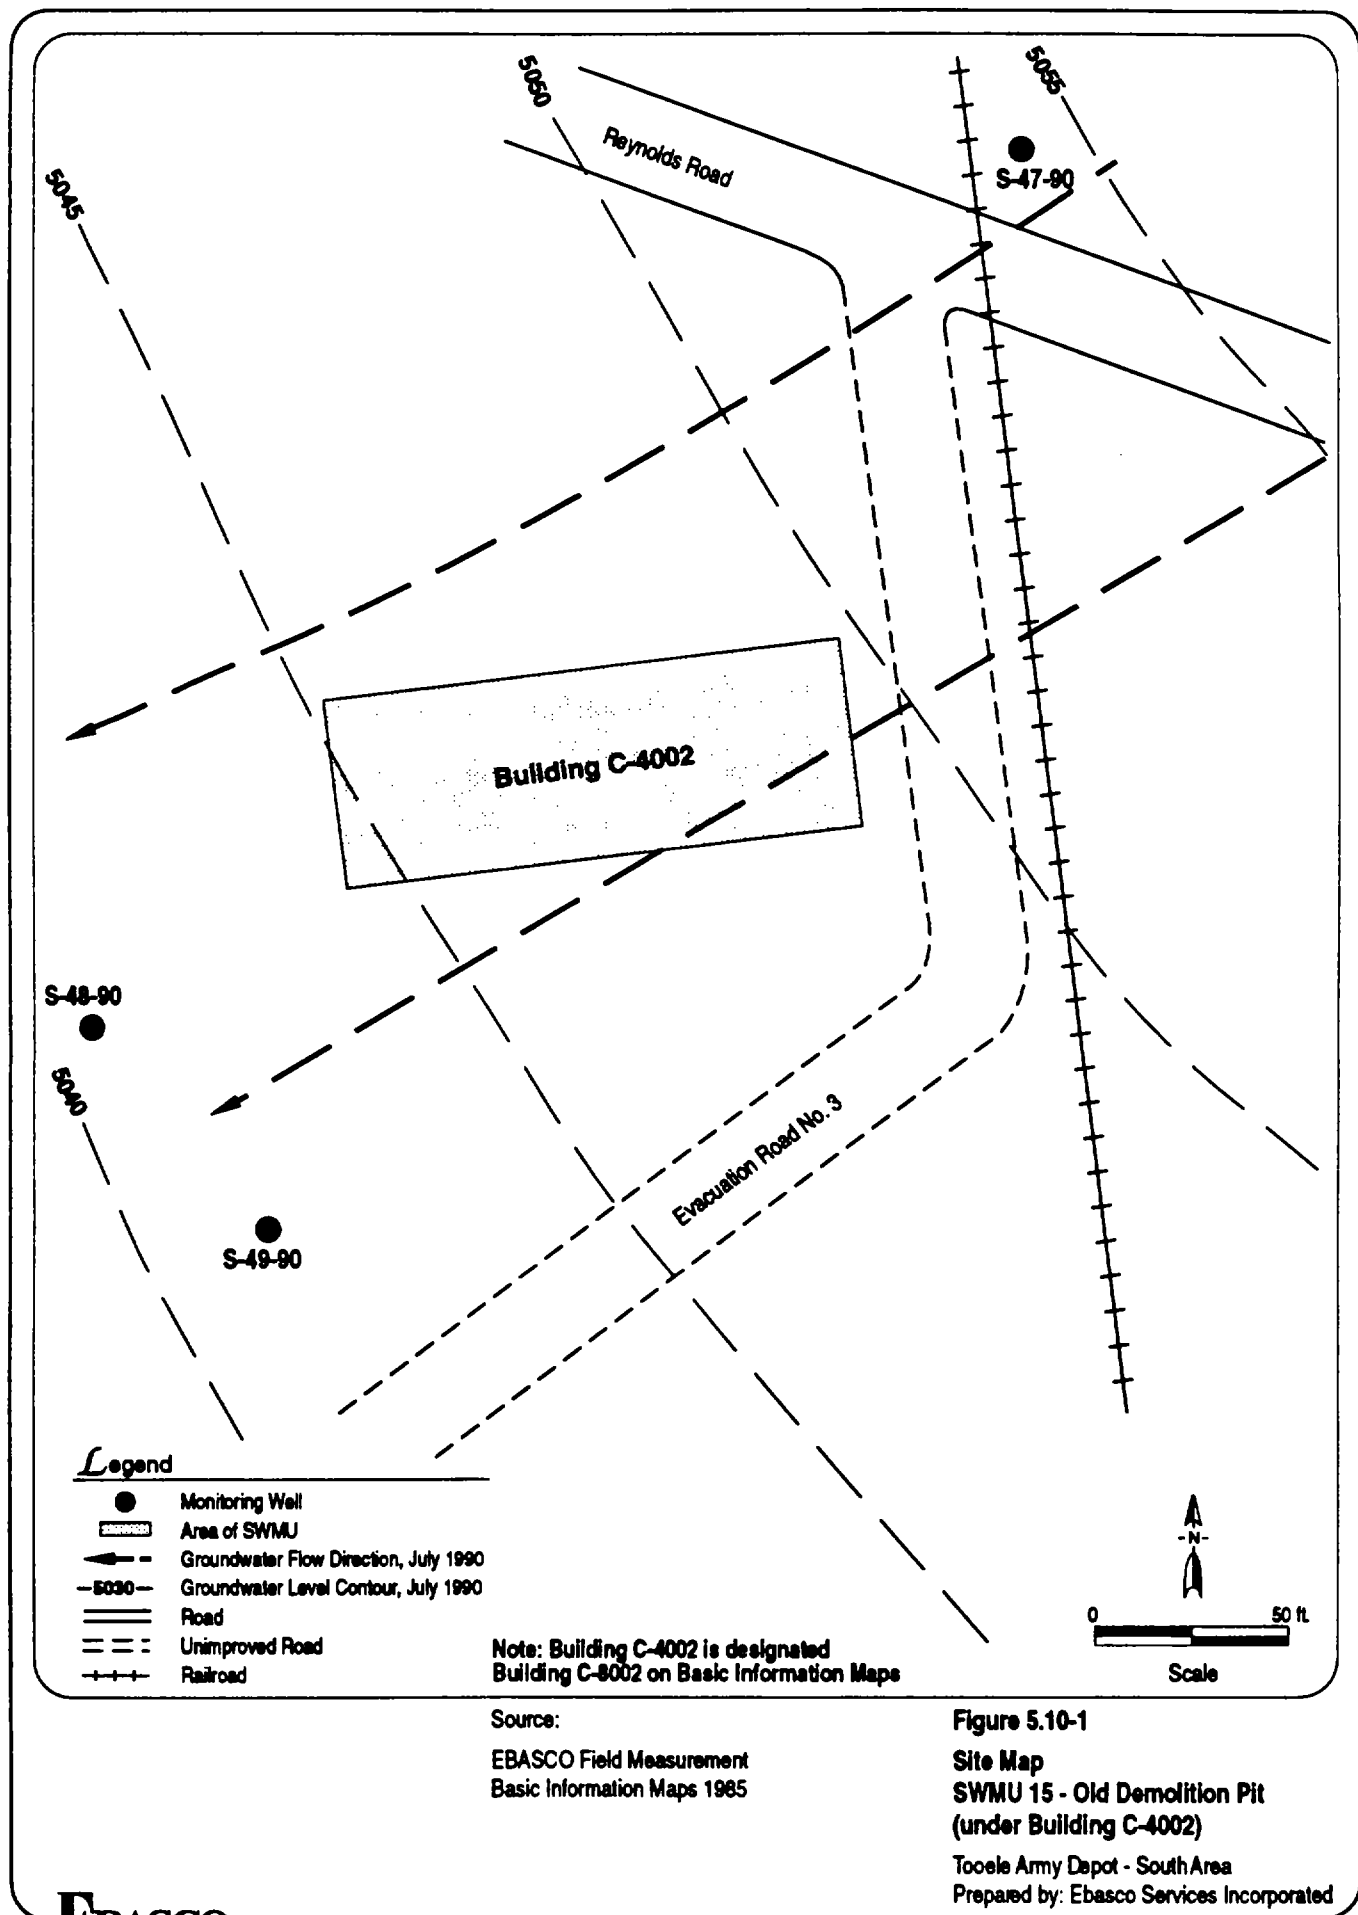 5050
5055
Reynolds Road
S-47-90
5045
Building C-4002
S-48-90
5040
Evacuation Road No. 3
S-49-90
Legend
Monitoring Well
Area of SWMU
Groundwater Flow Direction, July 1990
5030 Groundwater Level Contour, July 1990
Road
Unimproved Road
Railroad
Note: Building C-4002 is designated
Building C-8002 on Basic Information Maps
-N-
0 50 ft.
Scale
Source:
EBASCO Field Measurement
Basic Information Maps 1985
Figure 5.10-1
Site Map
SWMU 15 - Old Demolition Pit
(under Building C-4002)
Tooele Army Depot - South Area
Prepared by: Ebasco Services Incorporated
EBASCO